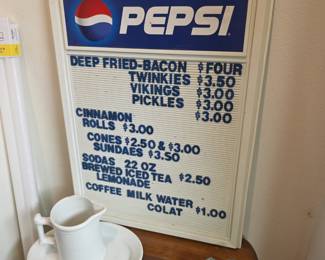 PEPSI
DEEP FRIED-BACON $FOUR
TWINKIES $3.50
VIKINGS $3.00
PICKLES $3.00
$3.00
CINNAMON
ROLLS $3.00
CONES $2.50 & $3.00
SUNDAES $3.50
SODAS 22 OZ
BREWED ICED TEA $2.50
LEMONADE
COFFEE MILK WATER
COLAT $1.00